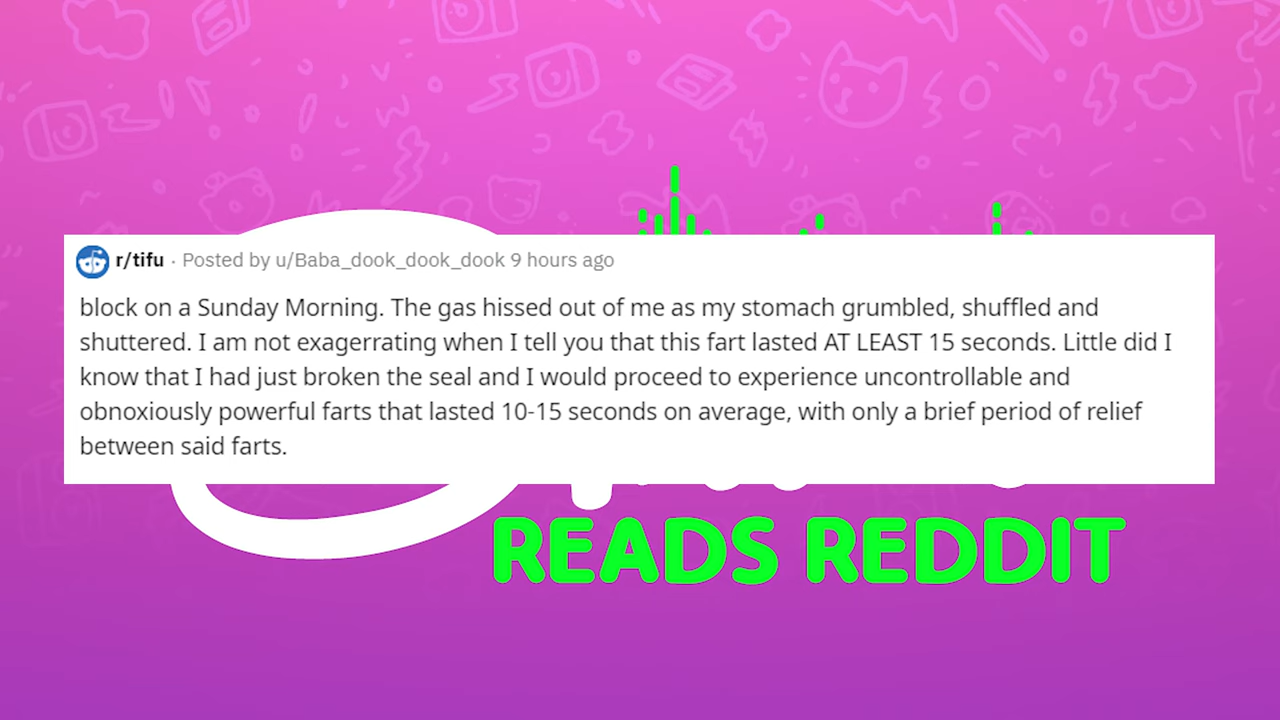 r/tifu · Posted by u/Baba_dook_dook_dook 9 hours ago
block on a Sunday Morning. The gas hissed out of me as my stomach grumbled, shuffled and
shuttered. I am not exagerrating when I tell you that this fart lasted AT LEAST 15 seconds. Little did I
know that I had just broken the seal and I would proceed to experience uncontrollable and
obnoxiously powerful farts that lasted 10-15 seconds on average, with only a brief period of relief
between said farts.
READS REDDIT